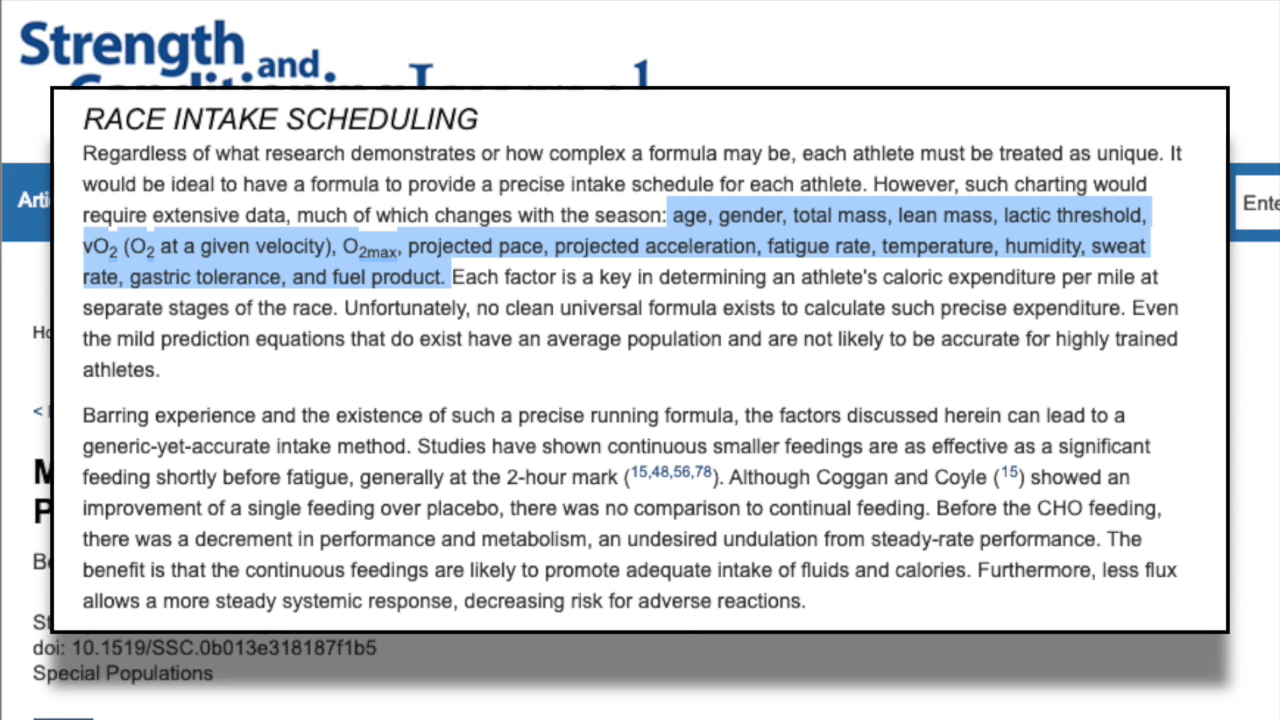 Strength and
RACE INTAKE SCHEDULING
Regardless of what research demonstrates or how complex a formula may be, each athlete must be treated as unique. It
would be ideal to have a formula to provide a precise intake schedule for each athlete. However, such charting would
require extensive data, much of which changes with the season: age, gender, total mass, lean mass, lactic threshold,
vO₂ (O₂ at a given velocity), O₂max, projected pace, projected acceleration, fatigue rate, temperature, humidity, sweat
rate, gastric tolerance, and fuel product. Each factor is a key in determining an athlete's caloric expenditure per mile at
separate stages of the race. Unfortunately, no clean universal formula exists to calculate such precise expenditure. Even
the mild prediction equations that do exist have an average population and are not likely to be accurate for highly trained
athletes.
Barring experience and the existence of such a precise running formula, the factors discussed herein can lead to a
generic-yet-accurate intake method. Studies have shown continuous smaller feedings are as effective as a significant
feeding shortly before fatigue, generally at the 2-hour mark (15,48,56,78). Although Coggan and Coyle (15) showed an
improvement of a single feeding over placebo, there was no comparison to continual feeding. Before the CHO feeding,
there was a decrement in performance and metabolism, an undesired undulation from steady-rate performance. The
benefit is that the continuous feedings are likely to promote adequate intake of fluids and calories. Furthermore, less flux
allows a more steady systemic response, decreasing risk for adverse reactions.
doi: 10.1519/SSC.0b013e318187f1b5
Special Populations